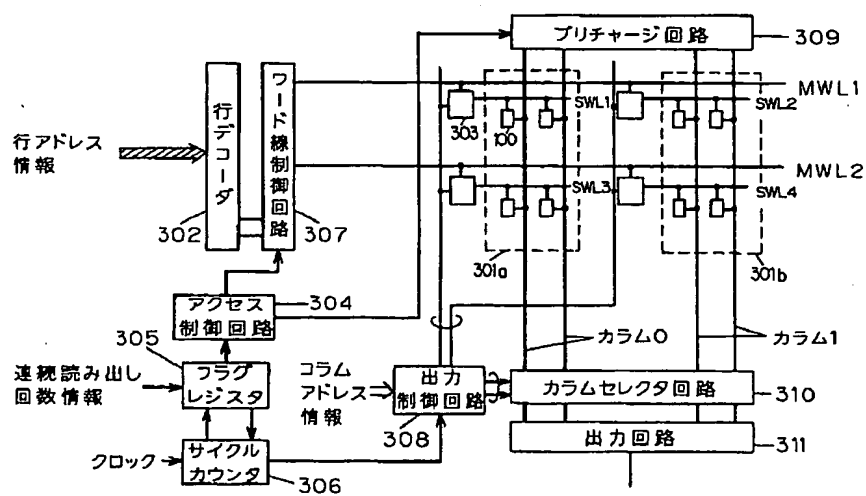 プリチャージ回路
309
MWL1
SWL1
SWL2
303
100
行アドレス
情報
行デコーダ
302
ワード線制御回路
307
MWL2
SWL3
SWL4
301a
301b
アクセス
制御回路
304
305
連続読み出し
回数情報
フラグ
レジスタ
クロック
サイクル
カウンタ
306
コラム
アドレス
情報
出力
制御回路
308
カラム0
カラム1
カラムセレクタ回路
310
出力回路
311